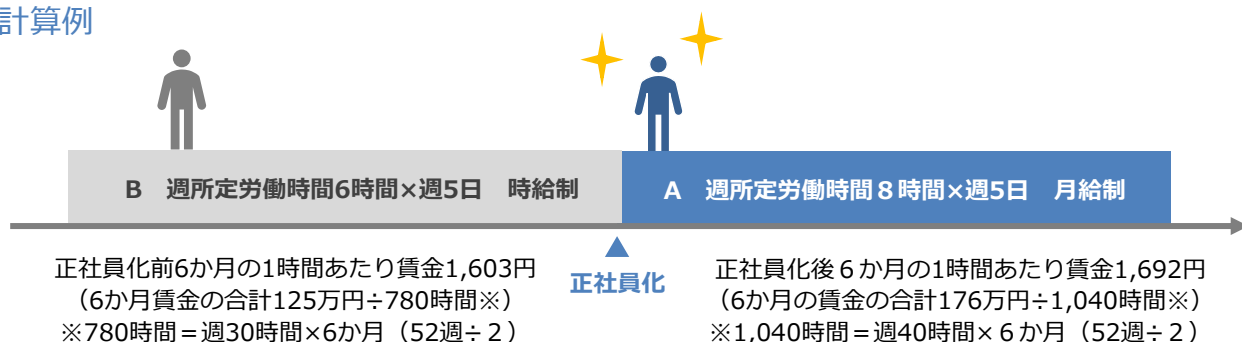 計算例
B 週所定労働時間6時間×週5日 時給制
A 週所定労働時間８時間×週5日 月給制
正社員化
正社員化前6か月の1時間あたり賃金1,603円
（6か月賃金の合計125万円÷780時間※）
※780時間＝週30時間×6か月（52週÷２）
正社員化後６か月の1時間あたり賃金1,692円
（6か月の賃金の合計176万円÷1,040時間※）
※1,040時間＝週40時間×６か月（52週÷２）